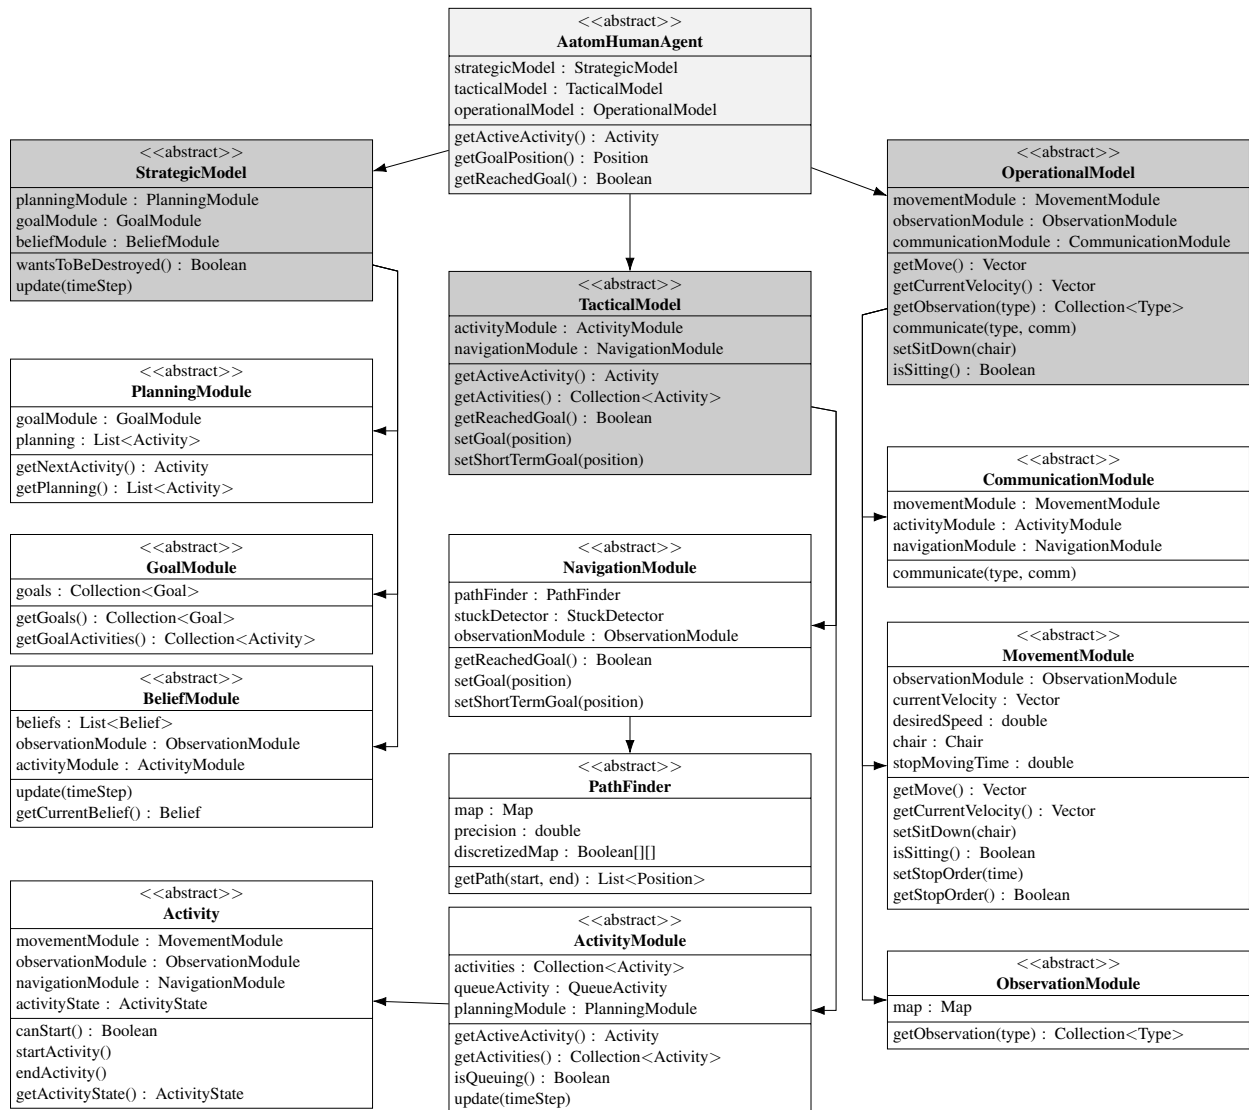 <<abstract>>
AatomHumanAgent
strategicModel : StrategicModel
tacticalModel : TacticalModel
operationalModel : OperationalModel
getActiveActivity() : Activity
getGoalPosition() : Position
getReachedGoal() : Boolean
<<abstract>>
StrategicModel
planningModule : PlanningModule
goalModule : GoalModule
beliefModule : BeliefModule
wantsToBeDestroyed() : Boolean
update(timeStep)
<<abstract>>
OperationalModel
movementModule : MovementModule
observationModule : ObservationModule
communicationModule : CommunicationModule
getMove() : Vector
getCurrentVelocity() : Vector
getObservation(type) : Collection<Type>
communicate(type, comm)
setSitDown(chair)
isSitting() : Boolean
<<abstract>>
TacticalModel
activityModule : ActivityModule
navigationModule : NavigationModule
getActiveActivity() : Activity
getActivities() : Collection<Activity>
getReachedGoal() : Boolean
setGoal(position)
setShortTermGoal(position)
<<abstract>>
PlanningModule
goalModule : GoalModule
planning : List<Activity>
getNextActivity() : Activity
getPlanning() : List<Activity>
<<abstract>>
CommunicationModule
movementModule : MovementModule
activityModule : ActivityModule
navigationModule : NavigationModule
communicate(type, comm)
<<abstract>>
GoalModule
goals : Collection<Goal>
getGoals() : Collection<Goal>
getGoalActivities() : Collection<Activity>
<<abstract>>
NavigationModule
pathFinder : PathFinder
stuckDetector : StuckDetector
observationModule : ObservationModule
getReachedGoal() : Boolean
setGoal(position)
setShortTermGoal(position)
<<abstract>>
MovementModule
observationModule : ObservationModule
currentVelocity : Vector
desiredSpeed : double
chair : Chair
stopMovingTime : double
getMove() : Vector
getCurrentVelocity() : Vector
setSitDown(chair)
isSitting() : Boolean
setStopOrder(time)
getStopOrder() : Boolean
<<abstract>>
BeliefModule
beliefs : List<Belief>
observationModule : ObservationModule
activityModule : ActivityModule
update(timeStep)
getCurrentBelief() : Belief
<<abstract>>
PathFinder
map : Map
precision : double
discretizedMap : Boolean[][]
getPath(start, end) : List<Position>
<<abstract>>
Activity
movementModule : MovementModule
observationModule : ObservationModule
navigationModule : NavigationModule
activityState : ActivityState
canStart() : Boolean
startActivity()
endActivity()
getActivityState() : ActivityState
<<abstract>>
ActivityModule
activities : Collection<Activity>
queueActivity : QueueActivity
planningModule : PlanningModule
getActiveActivity() : Activity
getActivities() : Collection<Activity>
isQueuing() : Boolean
update(timeStep)
<<abstract>>
ObservationModule
map : Map
getObservation(type) : Collection<Type>